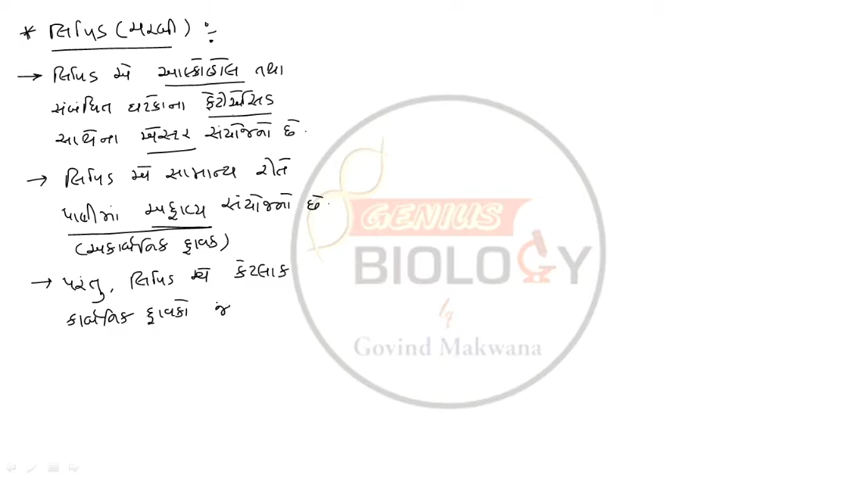 * લિપિડ (ચરબી) :-
→ લિપિડ એ આલ્કોહોલ તથા
સંબંધિત ઘટકોના ફેટીએસિડ
સાથેના એસ્ટર સંયોજનો છે.
→ લિપિડ એ સામાન્ય રીતે
પાણીમાં અદ્રાવ્ય સંયોજનો છે.
(અકાર્બનિક દ્રાવક)
→ પરંતુ, લિપિડ એ કેટલાક
કાર્બનિક દ્રાવકો જ
GENIUS
BIOLOGY
by
Govind Makwana